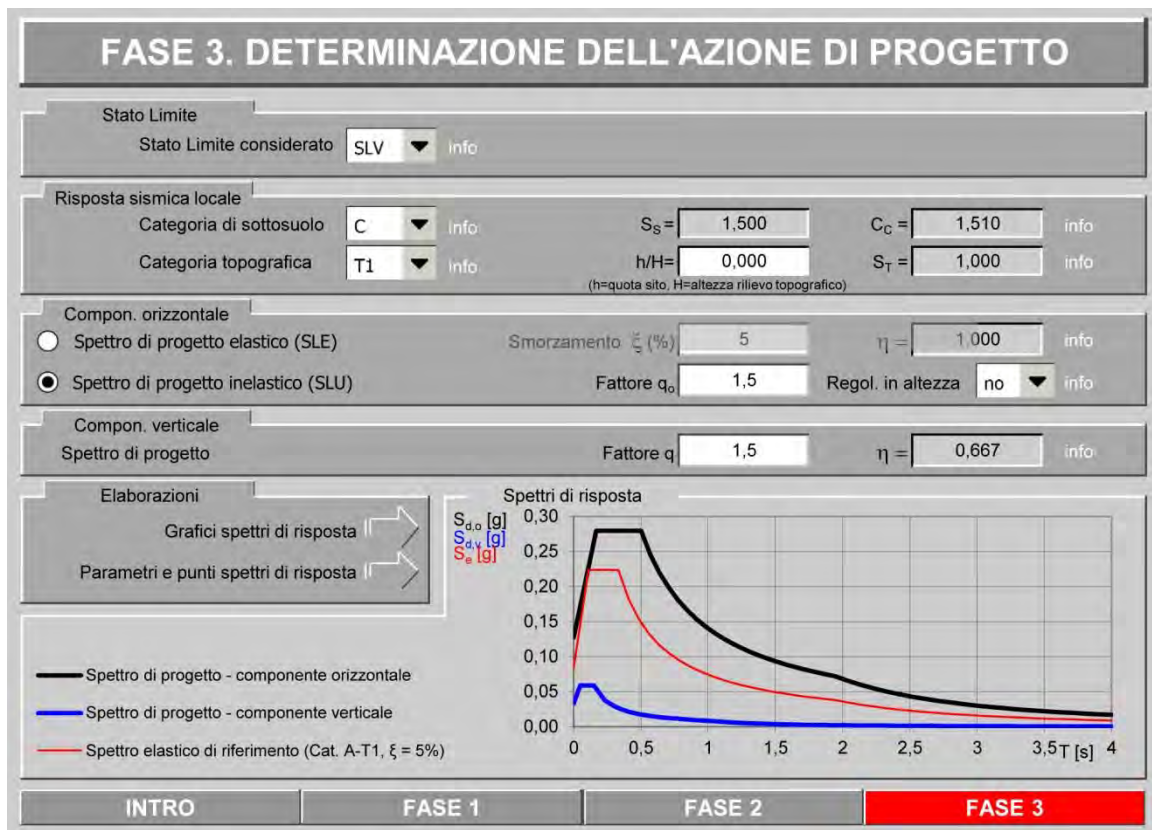 FASE 3. DETERMINAZIONE DELL'AZIONE DI PROGETTO
Stato Limite
Stato Limite considerato SLV info
Risposta sismica locale
Categoria di sottosuolo C info S_S= 1,500 C_C = 1,510 info
Categoria topografica T1 info h/H= 0,000 S_T = 1,000 info
(h=quota sito, H=altezza rilievo topografico)
Compon. orizzontale
Spettro di progetto elastico (SLE) Smorzamento ξ (%) 5 η = 1,000 info
Spettro di progetto inelastico (SLU) Fattore q_o 1,5 Regol. in altezza no info
Compon. verticale
Spettro di progetto Fattore q 1,5 η = 0,667 info
Elaborazioni
Grafici spettri di risposta
Parametri e punti spettri di risposta
Spettri di risposta
S_d,o [g]
S_d,v [g]
S_e [g]
0,30
0,25
0,20
0,15
0,10
0,05
0,00
0 0,5 1 1,5 2 2,5 3 3,5 T [s] 4
Spettro di progetto - componente orizzontale
Spettro di progetto - componente verticale
Spettro elastico di riferimento (Cat. A-T1, ξ = 5%)
INTRO FASE 1 FASE 2 FASE 3